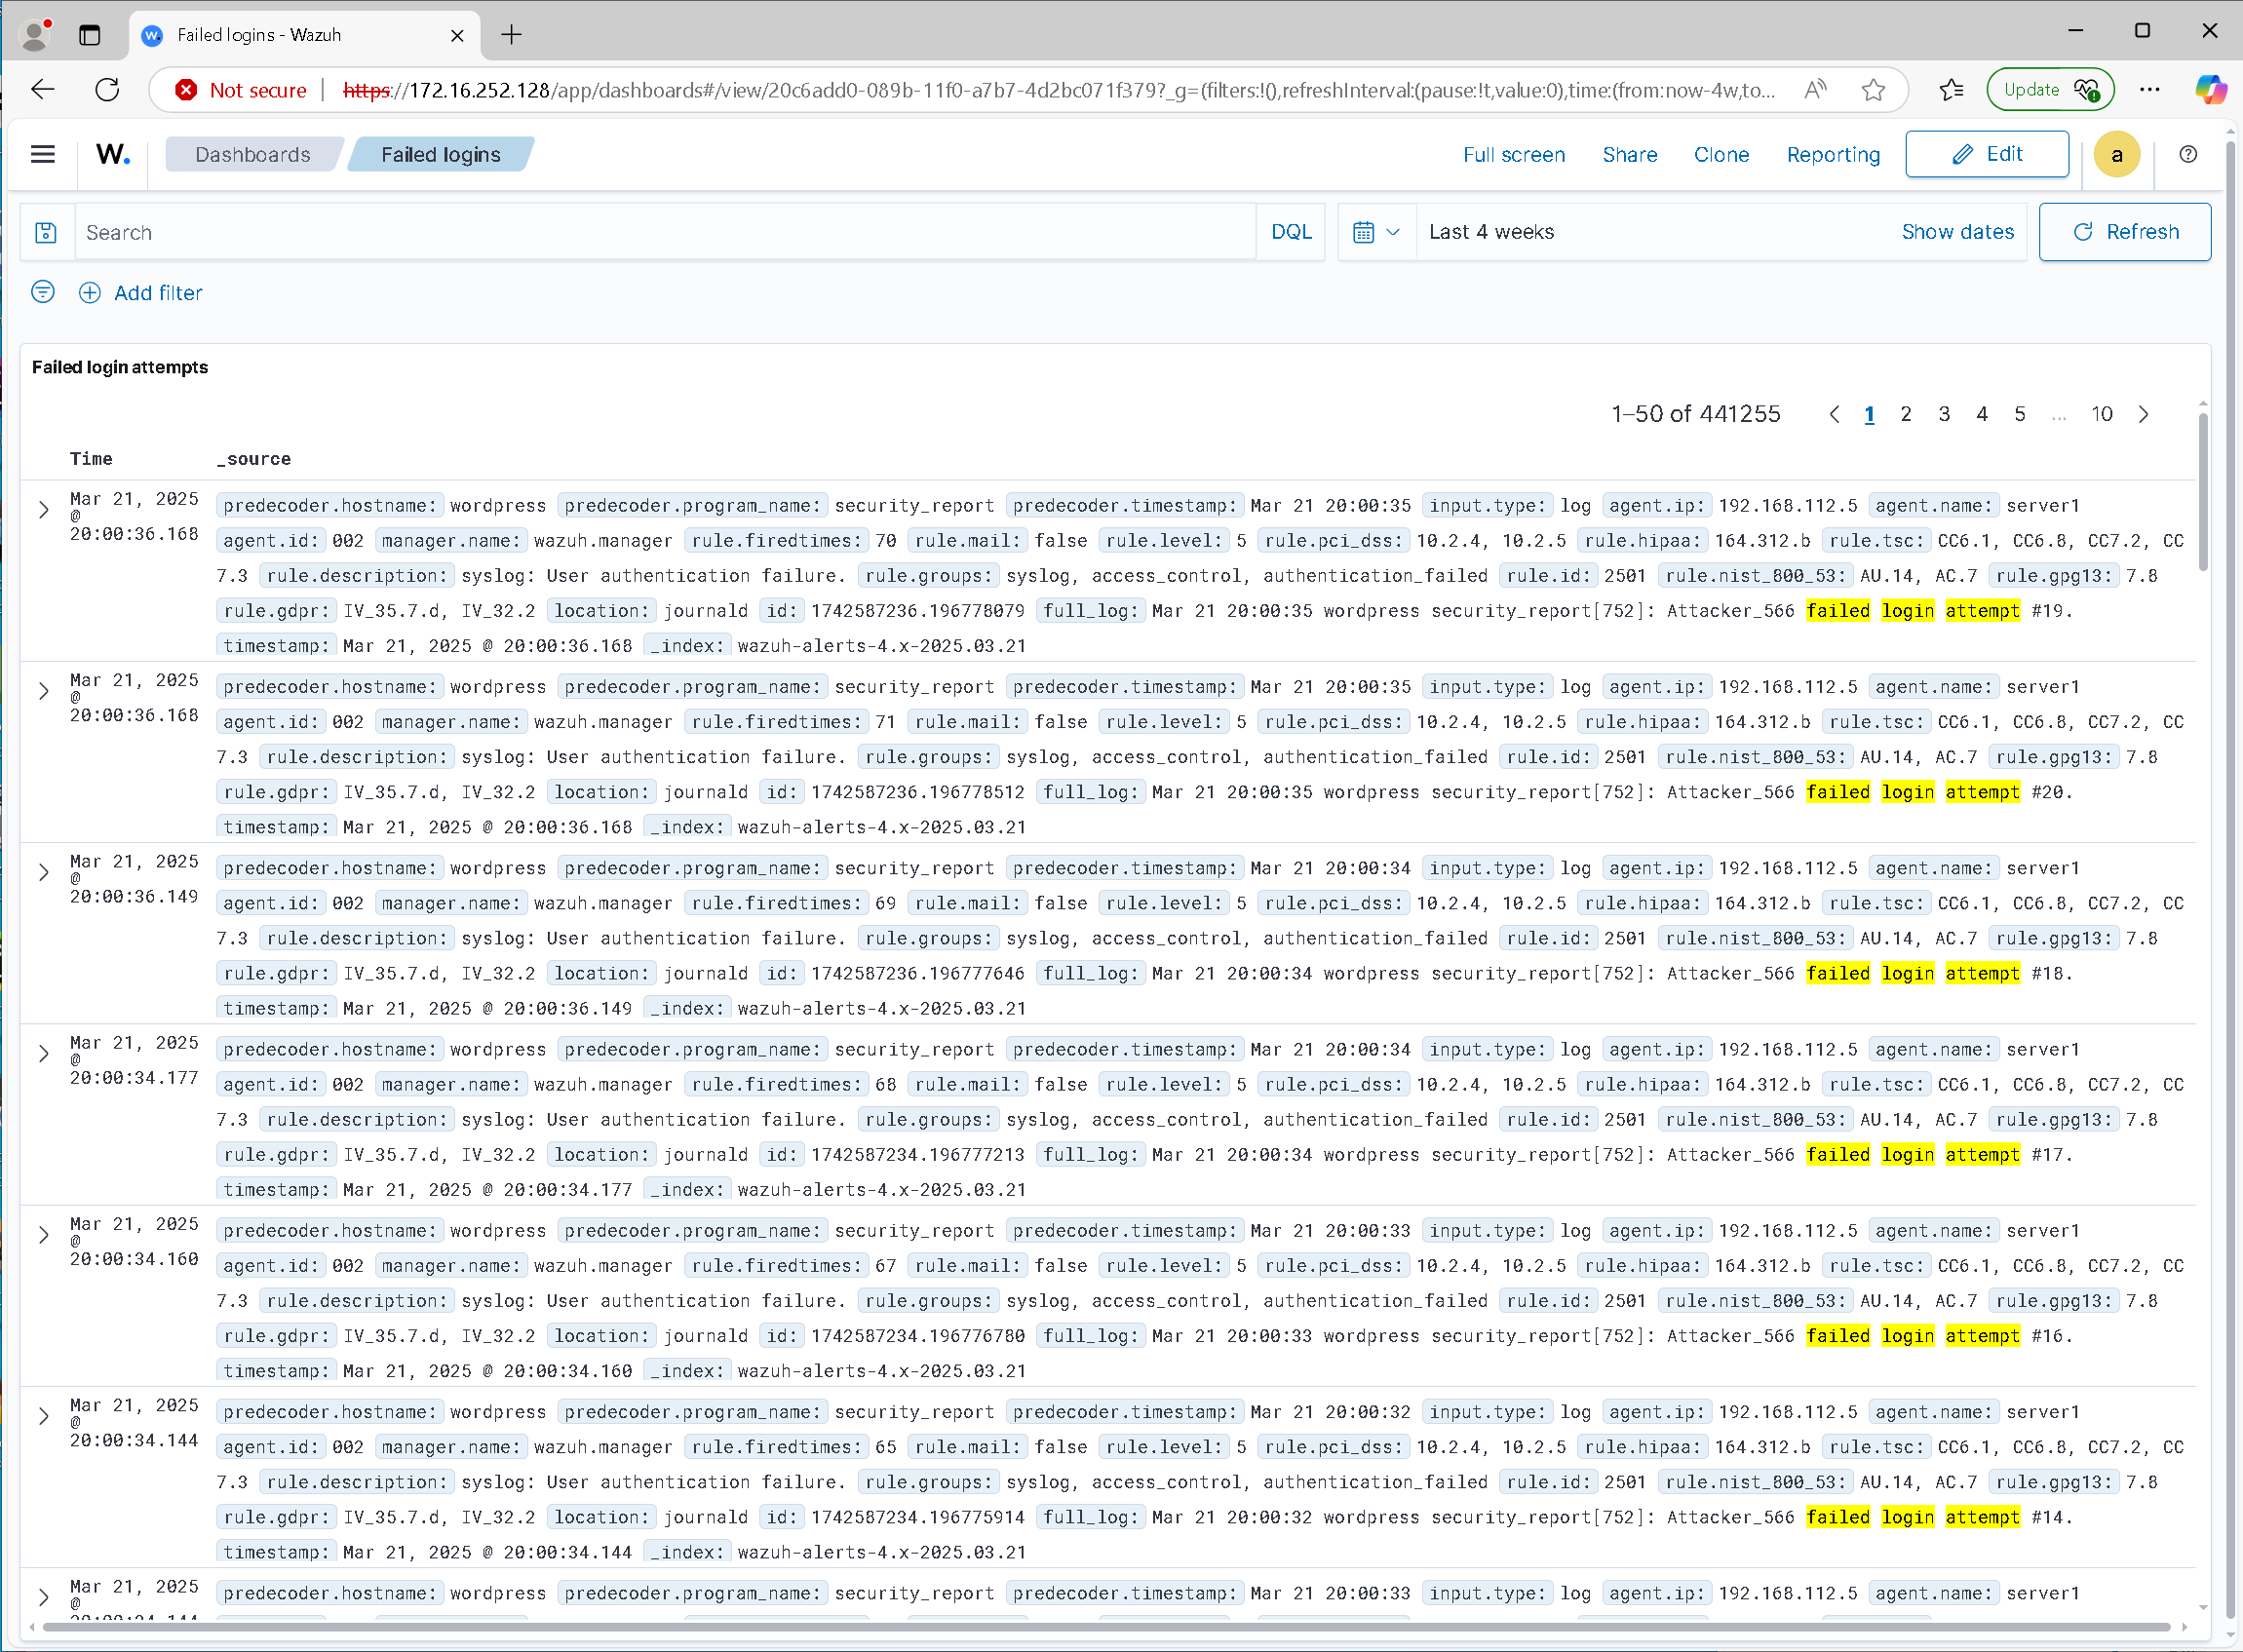 Failed logins - Wazuh
Not secure https://172.16.252.128/app/dashboards#/view/20c6add0-089b-11f0-a7b7-4d2bc071f379?_g=(filters:!(),refreshInterval:(pause:!t,value:0),time:(from:now-4w,to... A Update
W. Dashboards Failed logins Full screen Share Clone Reporting Edit a
Search DQL Last 4 weeks Show dates Refresh
Add filter
Failed login attempts
1–50 of 441255 1 2 3 4 5 ... 10
Time _source
Mar 21, 2025 @ 20:00:36.168
predecoder.hostname: wordpress predecoder.program_name: security_report predecoder.timestamp: Mar 21 20:00:35 input.type: log agent.ip: 192.168.112.5 agent.name: server1
agent.id: 002 manager.name: wazuh.manager rule.firedtimes: 70 rule.mail: false rule.level: 5 rule.pci_dss: 10.2.4, 10.2.5 rule.hipaa: 164.312.b rule.tsc: CC6.1, CC6.8, CC7.2, CC
7.3 rule.description: syslog: User authentication failure. rule.groups: syslog, access_control, authentication_failed rule.id: 2501 rule.nist_800_53: AU.14, AC.7 rule.gpg13: 7.8
rule.gdpr: IV_35.7.d, IV_32.2 location: journald id: 1742587236.196778079 full_log: Mar 21 20:00:35 wordpress security_report[752]: Attacker_566 failed login attempt #19.
timestamp: Mar 21, 2025 @ 20:00:36.168 _index: wazuh-alerts-4.x-2025.03.21
Mar 21, 2025 @ 20:00:36.168
predecoder.hostname: wordpress predecoder.program_name: security_report predecoder.timestamp: Mar 21 20:00:35 input.type: log agent.ip: 192.168.112.5 agent.name: server1
agent.id: 002 manager.name: wazuh.manager rule.firedtimes: 71 rule.mail: false rule.level: 5 rule.pci_dss: 10.2.4, 10.2.5 rule.hipaa: 164.312.b rule.tsc: CC6.1, CC6.8, CC7.2, CC
7.3 rule.description: syslog: User authentication failure. rule.groups: syslog, access_control, authentication_failed rule.id: 2501 rule.nist_800_53: AU.14, AC.7 rule.gpg13: 7.8
rule.gdpr: IV_35.7.d, IV_32.2 location: journald id: 1742587236.196778512 full_log: Mar 21 20:00:35 wordpress security_report[752]: Attacker_566 failed login attempt #20.
timestamp: Mar 21, 2025 @ 20:00:36.168 _index: wazuh-alerts-4.x-2025.03.21
Mar 21, 2025 @ 20:00:36.149
predecoder.hostname: wordpress predecoder.program_name: security_report predecoder.timestamp: Mar 21 20:00:34 input.type: log agent.ip: 192.168.112.5 agent.name: server1
agent.id: 002 manager.name: wazuh.manager rule.firedtimes: 69 rule.mail: false rule.level: 5 rule.pci_dss: 10.2.4, 10.2.5 rule.hipaa: 164.312.b rule.tsc: CC6.1, CC6.8, CC7.2, CC
7.3 rule.description: syslog: User authentication failure. rule.groups: syslog, access_control, authentication_failed rule.id: 2501 rule.nist_800_53: AU.14, AC.7 rule.gpg13: 7.8
rule.gdpr: IV_35.7.d, IV_32.2 location: journald id: 1742587236.196777646 full_log: Mar 21 20:00:34 wordpress security_report[752]: Attacker_566 failed login attempt #18.
timestamp: Mar 21, 2025 @ 20:00:36.149 _index: wazuh-alerts-4.x-2025.03.21
Mar 21, 2025 @ 20:00:34.177
predecoder.hostname: wordpress predecoder.program_name: security_report predecoder.timestamp: Mar 21 20:00:34 input.type: log agent.ip: 192.168.112.5 agent.name: server1
agent.id: 002 manager.name: wazuh.manager rule.firedtimes: 68 rule.mail: false rule.level: 5 rule.pci_dss: 10.2.4, 10.2.5 rule.hipaa: 164.312.b rule.tsc: CC6.1, CC6.8, CC7.2, CC
7.3 rule.description: syslog: User authentication failure. rule.groups: syslog, access_control, authentication_failed rule.id: 2501 rule.nist_800_53: AU.14, AC.7 rule.gpg13: 7.8
rule.gdpr: IV_35.7.d, IV_32.2 location: journald id: 1742587234.196777213 full_log: Mar 21 20:00:34 wordpress security_report[752]: Attacker_566 failed login attempt #17.
timestamp: Mar 21, 2025 @ 20:00:34.177 _index: wazuh-alerts-4.x-2025.03.21
Mar 21, 2025 @ 20:00:34.160
predecoder.hostname: wordpress predecoder.program_name: security_report predecoder.timestamp: Mar 21 20:00:33 input.type: log agent.ip: 192.168.112.5 agent.name: server1
agent.id: 002 manager.name: wazuh.manager rule.firedtimes: 67 rule.mail: false rule.level: 5 rule.pci_dss: 10.2.4, 10.2.5 rule.hipaa: 164.312.b rule.tsc: CC6.1, CC6.8, CC7.2, CC
7.3 rule.description: syslog: User authentication failure. rule.groups: syslog, access_control, authentication_failed rule.id: 2501 rule.nist_800_53: AU.14, AC.7 rule.gpg13: 7.8
rule.gdpr: IV_35.7.d, IV_32.2 location: journald id: 1742587234.196776780 full_log: Mar 21 20:00:33 wordpress security_report[752]: Attacker_566 failed login attempt #16.
timestamp: Mar 21, 2025 @ 20:00:34.160 _index: wazuh-alerts-4.x-2025.03.21
Mar 21, 2025 @ 20:00:34.144
predecoder.hostname: wordpress predecoder.program_name: security_report predecoder.timestamp: Mar 21 20:00:32 input.type: log agent.ip: 192.168.112.5 agent.name: server1
agent.id: 002 manager.name: wazuh.manager rule.firedtimes: 65 rule.mail: false rule.level: 5 rule.pci_dss: 10.2.4, 10.2.5 rule.hipaa: 164.312.b rule.tsc: CC6.1, CC6.8, CC7.2, CC
7.3 rule.description: syslog: User authentication failure. rule.groups: syslog, access_control, authentication_failed rule.id: 2501 rule.nist_800_53: AU.14, AC.7 rule.gpg13: 7.8
rule.gdpr: IV_35.7.d, IV_32.2 location: journald id: 1742587234.196775914 full_log: Mar 21 20:00:32 wordpress security_report[752]: Attacker_566 failed login attempt #14.
timestamp: Mar 21, 2025 @ 20:00:34.144 _index: wazuh-alerts-4.x-2025.03.21
Mar 21, 2025 @
predecoder.hostname: wordpress predecoder.program_name: security_report predecoder.timestamp: Mar 21 20:00:33 input.type: log agent.ip: 192.168.112.5 agent.name: server1